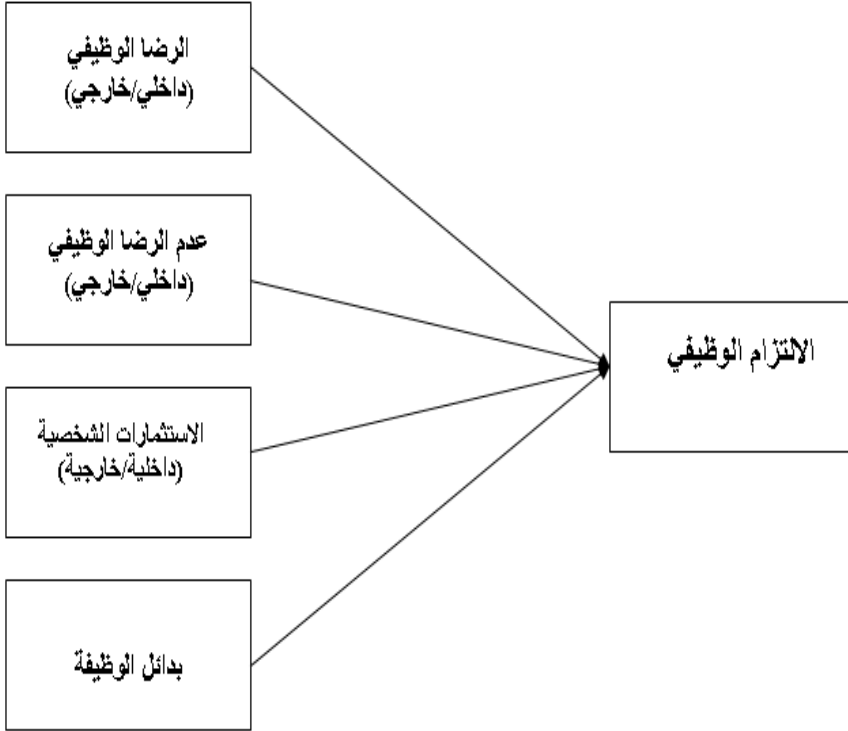 الرضا الوظيفي
(داخلي/خارجي)
عدم الرضا الوظيفي
(داخلي/خارجي)
الاستثمارات الشخصية
(داخلية/خارجية)
بدائل الوظيفة
الالتزام الوظيفي